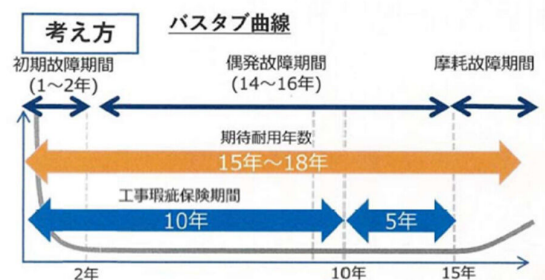 考え方
バスタブ曲線
初期故障期間
(1～2年)
偶発故障期間
(14～16年)
摩耗故障期間
期待耐用年数
15年～18年
工事瑕疵保険期間
10年
5年
2年
10年
15年